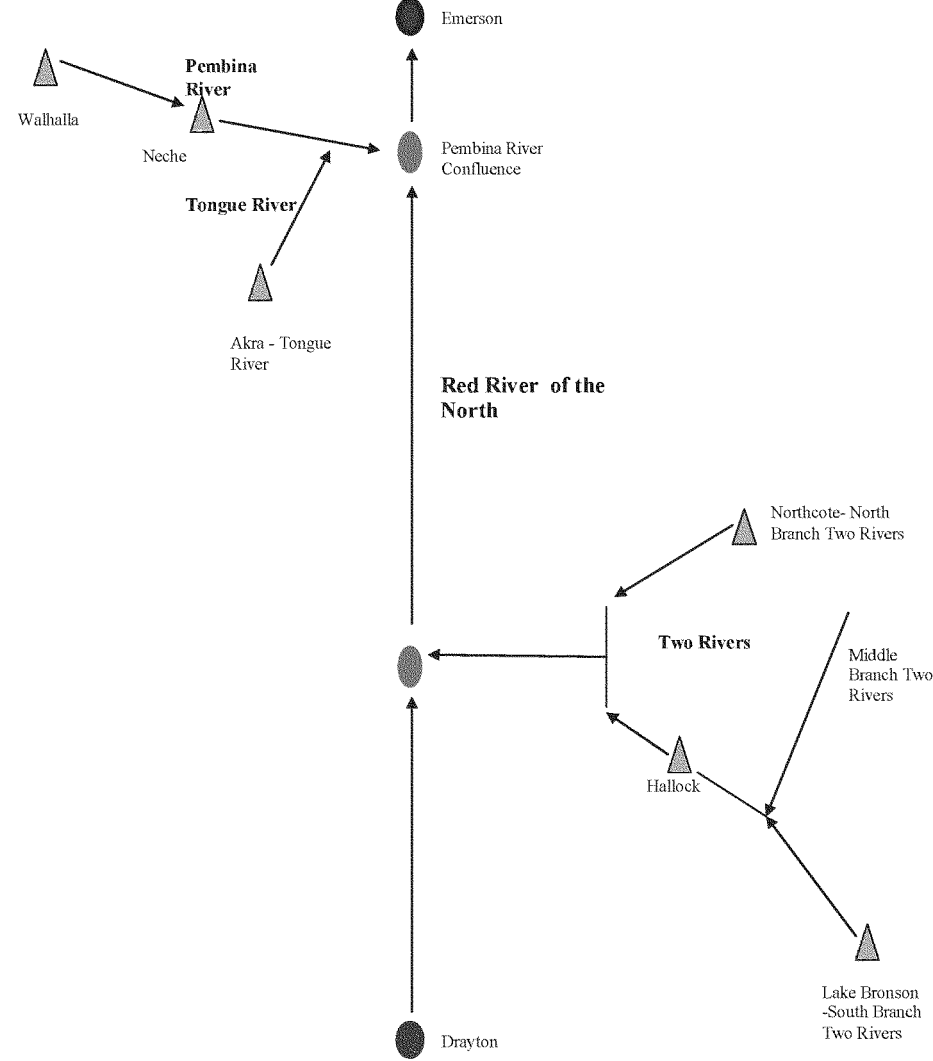 Emerson
Pembina
River
Walhalla
Neche
Pembina River
Confluence
Tongue River
Akra - Tongue
River
Red River of the
North
Northcote- North
Branch Two Rivers
Two Rivers
Middle
Branch Two
Rivers
Hallock
Lake Bronson
-South Branch
Two Rivers
Drayton